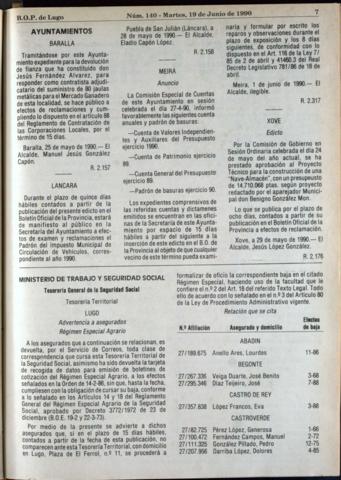 B.O.P. de Lugo
Núm. 140 - Martes, 19 de Junio de 1990
7
AYUNTAMIENTOS
BARALLA
Tramitándose por este Ayunta-
miento expediente para la devolución
de fianza que ha constituido don
Jesús Fernández Alvarez, para
responder como contratista adjudi-
catario del suministro de 80 jaulas
metálicas para el Mercado Ganadero
de esta localidad, se hace público a
efectos de reclamaciones y cum-
pliendo lo dispuesto en el artículo 88
del Reglamento de Contratación de
las Corporaciones Locales, por el
término de 15 días.
Baralla, 25 de mayo de 1990.— El
Alcalde, Manuel Jesús González
Capón.
R. 2.157
LANCARA
Durante el plazo de quince días
hábiles contados a partir de la
publicación del presente edicto en el
Boletín Oficial de la Provincia, estará
de manifiesto al público en la
Secretaría del Ayuntamiento a efec-
tos de examen y reclamaciones el
Padrón del Impuesto Municipal de
Circulación de Vehículos, correspon-
diente al año 1990.
Puebla de San Julián (Láncara), a
28 de mayo de 1990.— El Alcalde,
Eladio Capón López.
R. 2.158
MEIRA
Anuncio
La Comisión Especial de Cuentas
de este Ayuntamiento en sesión
celebrada el día 27-4-90, informó
favorablemente las siguientes cuenta
anuales y padrón de basuras:
—Cuenta de Valores Independien-
tes y Auxiliares del Presupuesto
ejercicio 1990.
—Cuenta de Patrimonio ejercicio
89.
—Cuenta General del Presupuesto
ejercicio 89.
—Padrón de basuras ejercicio 90.
Los expedientes comprensivos de
las referidas cuentas y dictámenes
emitidos se encuentran en las ofici-
nas de la Secretaría de este Ayunta-
miento por espacio de 15 días
hábiles a partir del siguiente a la
inserción de este edicto en el B.O. de
la Provincia al objeto de que cualquier
vecino de este término pueda exami-
naria y formular por escrito los
reparos y observaciones durante el
plazo de exposición y los 8 días
siguientes, de conformidad con lo
dispuesto en el Art. 116 de la Ley 7/
85 de 2 de abril y 41460.3 del Real
Decreto Legislativo 781/86 de 18 de
abril.
Meira, 1 de junio de 1990.— El
Alcalde, ilegible.
R. 2.317
XOVE
Edicto
Por la Comisión de Gobierno en
Sesión Ordinaria celebrada el día 24
de mayo del año actual, se ha
prestado aprobación al Proyecto
Técnico para la construcción de una
"Nave-Almacén", con un presupuesto
de 14.710.068 ptas. según proyecto
redactado por el aparejador Munici-
pal don Benigno González Mon.
Lo que se publica por el plazo de
ocho días, contados a partir de su
publicación en el Boletín Oficial de la
Provincia a efectos de reclamación.
Xove, a 29 de mayo de 1990.— El
Alcalde, Jesús López González.
R. 2.176
MINISTERIO DE TRABAJO Y SEGURIDAD SOCIAL
Tesorería General de la Seguridad Social
Tesorería Territorial
LUGO
Advertencia a asegurados
Régimen Especial Agrario
A los asegurados que a continuación se relacionan, es
devuelta, por el Servicio de Correos, toda clase de
correspondencia que cursa esta Tesorería Territorial de
la Seguridad Social, asimismo ha sido devuelta la tarjeta
de recogida de datos para emisión de boletines de
cotización del Régimen Especial Agrario, a los efectos
señalados en la Orden de 14-2-86, sin que, hasta la fecha,
cumpliesen con la obligación de cursar su baja, conforme
a lo señalado en los Artículos 14 y 18 del Reglamento
General del Régimen Especial Agrario de la Seguridad
Social, aprobado por Decreto 3772/1972 de 23 de
diciembre (B.O.E. 19-2 y 22-3-73).
Por medio de la presente se advierte a dichos
asegurados que, si en el plazo de 15 días hábiles,
contados a partir de la fecha de esta publicación, no
comparecen ante esta Tesorería Territorial, con domicilio
en Lugo, Plaza de El Ferrol, nº 11, se procederá a
formalizar de oficio la correspondiente baja en el citado
Régimen Especial, haciendo uso de la facultad que le
confiere el n.º 2 del Art. 16 del referido Texto Legal. Todo
ello de acuerdo con lo señalado en el n.º 3 del Artículo 80
de la Ley de Procedimiento Administrativo vigente.
Relación que se cita
N.º Afiliación Asegurado y domicilio Efectos de baja
ABADIN
27/189.675 Anello Ares, Lourdes 11-86
BEGONTE
27/267.336 Veiga Duarte, José Benito 3-68
27/295.346 Díaz Teijeiro, José 7-88
CASTRO DE REY
27/357.838 López Francos, Eva 3-88
CASTROVERDE
27/82.725 Pérez López, Generosa 1-66
27/100.472 Fernández Campos, Manuel 2-72
27/111.325 González Pillado, Pedro 12-75
27/207.956 Darriba López, Dolores 4-85